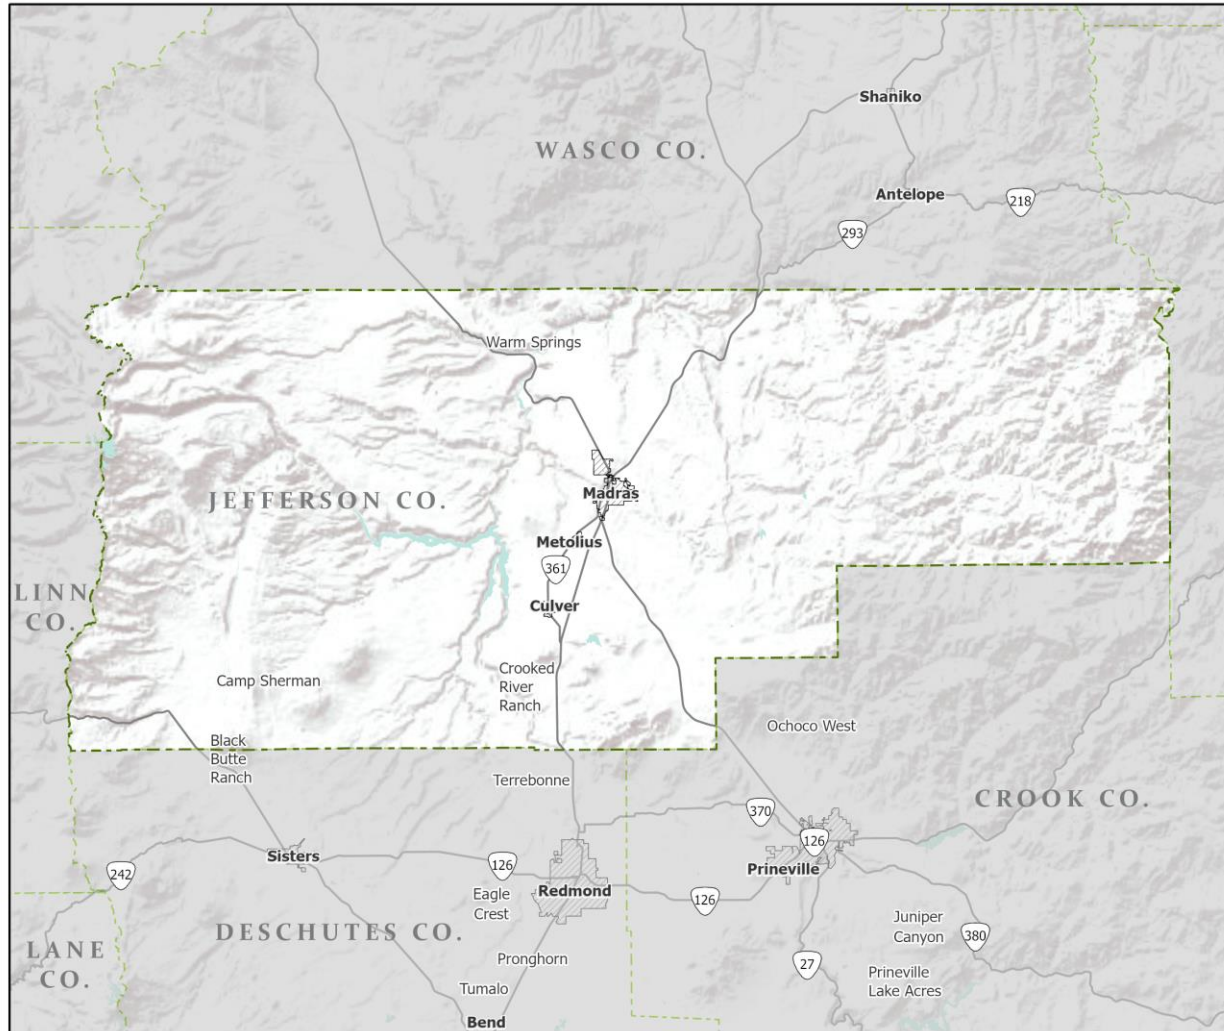 Shaniko
WASCO CO.
Antelope
218
293
Warm Springs
JEFFERSON CO.
Madras
Metolius
361
LINN
CO.
Culver
Camp Sherman
Crooked
River
Ranch
Ochoco West
Black
Butte
Ranch
Terrebonne
CROOK CO.
370
126
Sisters
126
Prineville
242
Eagle
Crest
Redmond
126
DESCHUTES CO.
Juniper
Canyon
380
LANE
CO.
Pronghorn
27
Prineville
Lake Acres
Tumalo
Bend